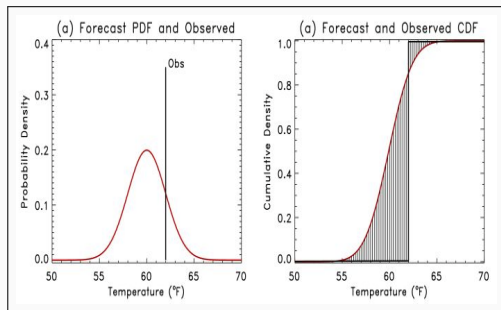 (a) Forecast PDF and Observed
0.4
0.3
0.2
0.1
0.0
Probability Density
Obs
50 55 60 65 70
Temperature (°F)
(a) Forecast and Observed CDF
1.0
0.8
0.6
0.4
0.2
0.0
Cumulative Density
50 55 60 65 70
Temperature (°F)